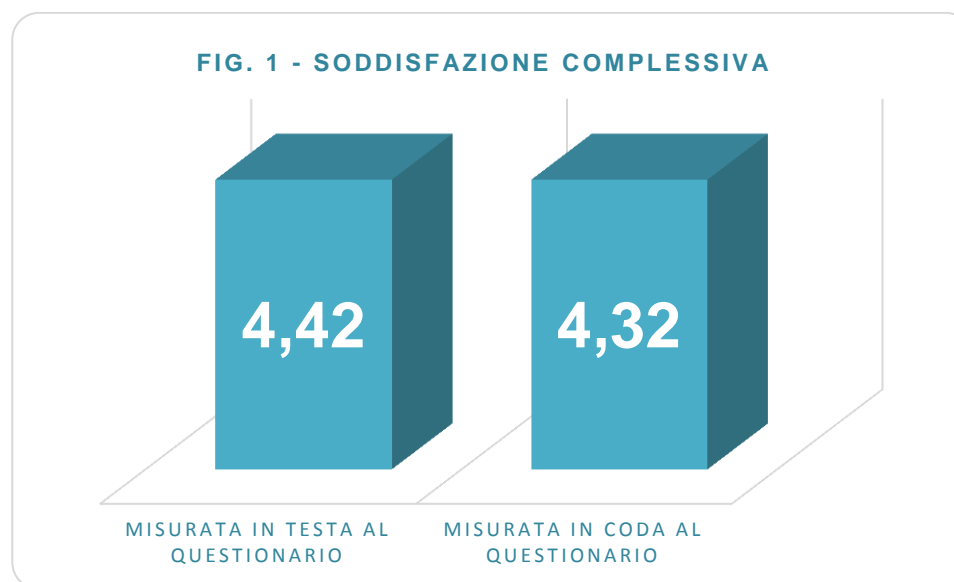 FIG. 1 - SODDISFAZIONE COMPLESSIVA
4,42
4,32
MISURATA IN TESTA AL
QUESTIONARIO
MISURATA IN CODA AL
QUESTIONARIO